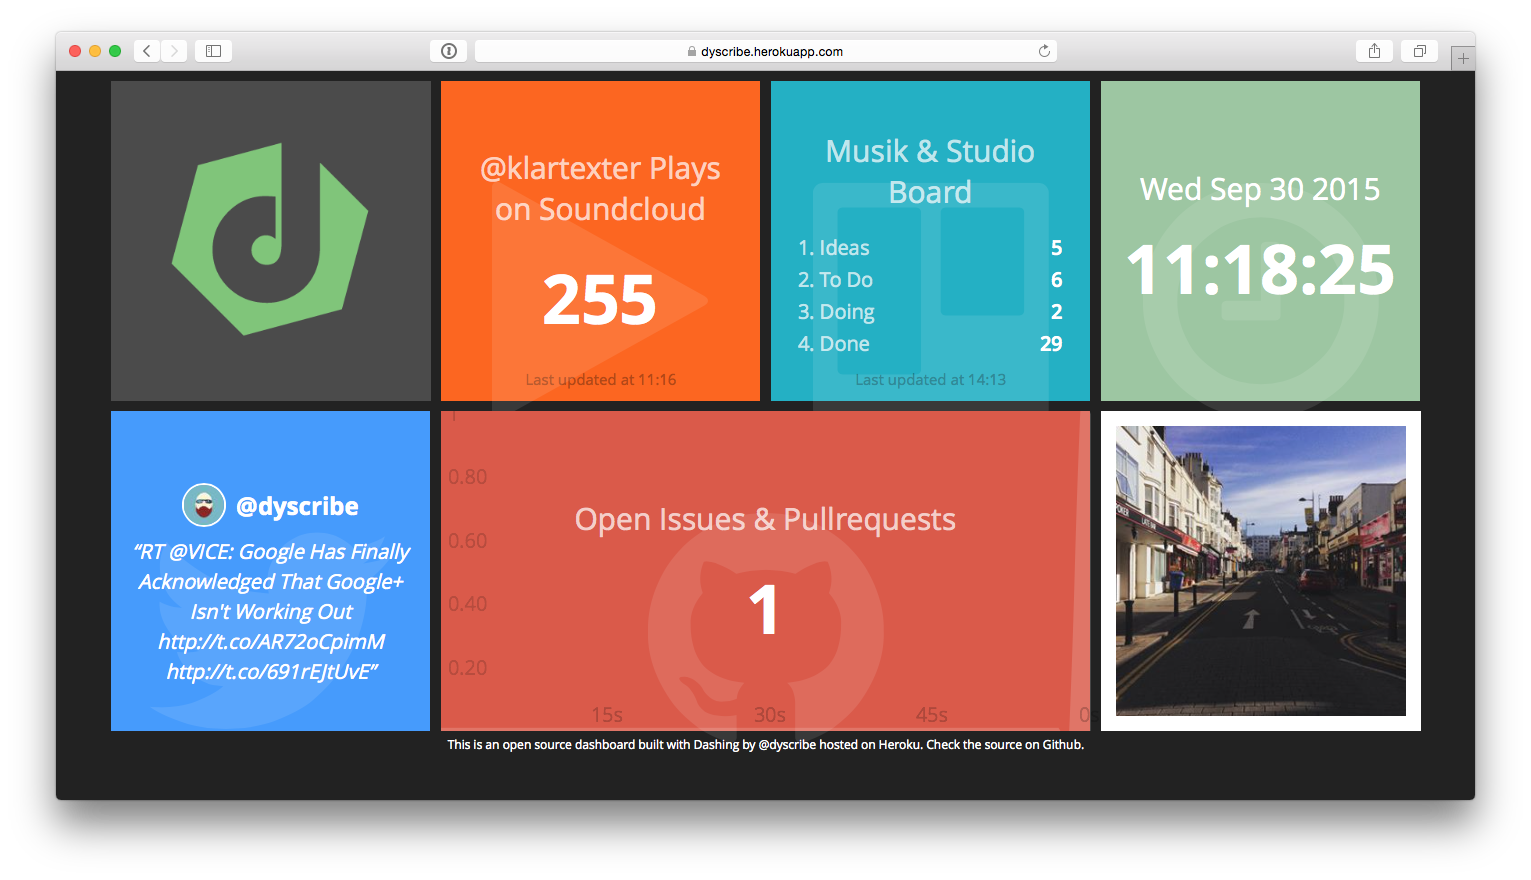 dyscribe.herokuapp.com
@klartexter Plays
on Soundcloud
255
Last updated at 11:16
Musik & Studio
Board
1. Ideas 5
2. To Do 6
3. Doing 2
4. Done 29
Last updated at 14:13
Wed Sep 30 2015
11:18:25
@dyscribe
“RT @VICE: Google Has Finally
Acknowledged That Google+
Isn't Working Out
http://t.co/AR72oCpimM
http://t.co/691rEJtUvE”
0.80
0.60
0.40
0.20
Open Issues & Pullrequests
1
15s 30s 45s 0s
This is an open source dashboard built with Dashing by @dyscribe hosted on Heroku. Check the source on Github.